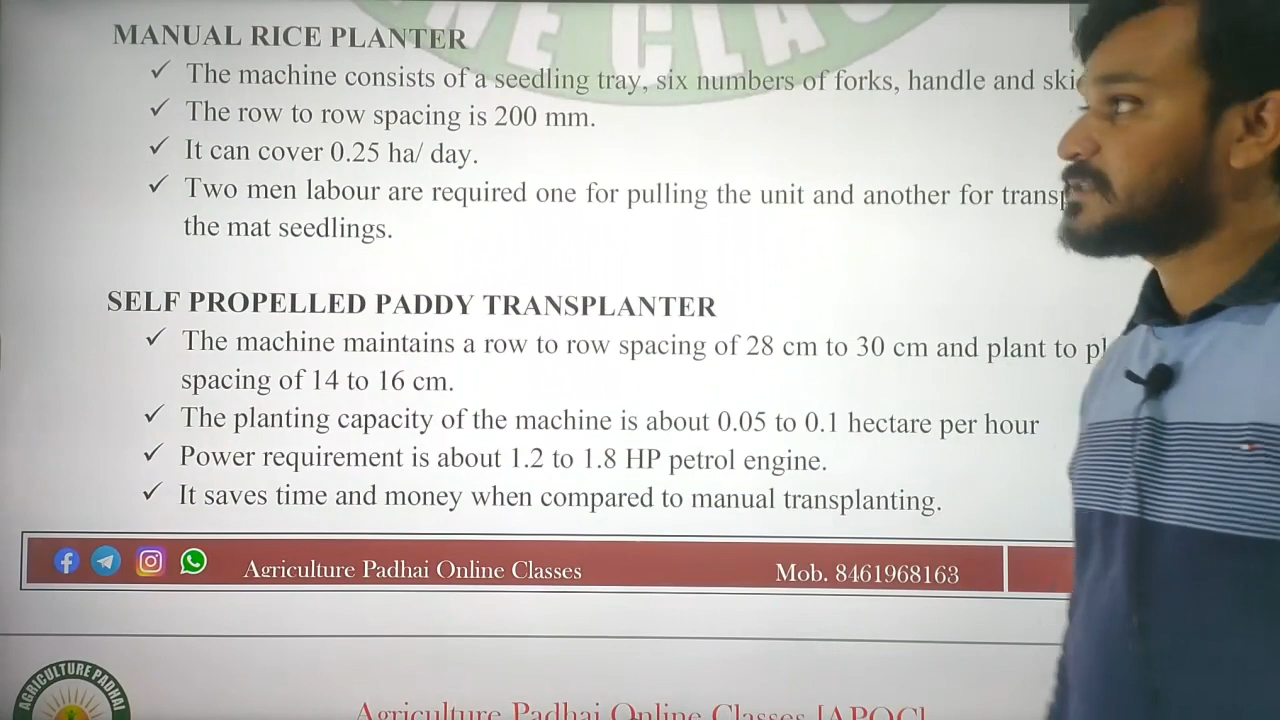 NE CLA
MANUAL RICE PLANTER
✓ The machine consists of a seedling tray, six numbers of forks, handle and
✓ The row to row spacing is 200 mm.
✓ It can cover 0.25 ha/ day.
✓ Two men labour are required one for pulling the unit and another for
the mat seedlings.
SELF PROPELLED PADDY TRANSPLANTER
✓ The machine maintains a row to row spacing of 28 cm to 30 cm and plant to
spacing of 14 to 16 cm.
✓ The planting capacity of the machine is about 0.05 to 0.1 hectare per hour
✓ Power requirement is about 1.2 to 1.8 HP petrol engine.
✓ It saves time and money when compared to manual transplanting.
Agriculture Padhai Online Classes Mob. 8461968163
AGRICULTURE PADHAI
Agriculture Padhai Online Classes [APOC]